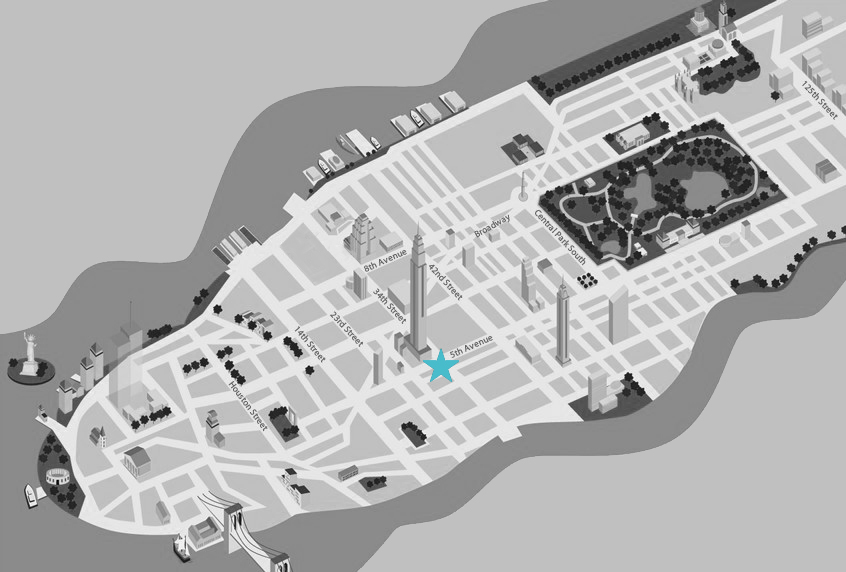 125th Street
Broadway
Central Park South
8th Avenue
42nd Street
34th Street
23rd Street
14th Street
5th Avenue
Houston Street